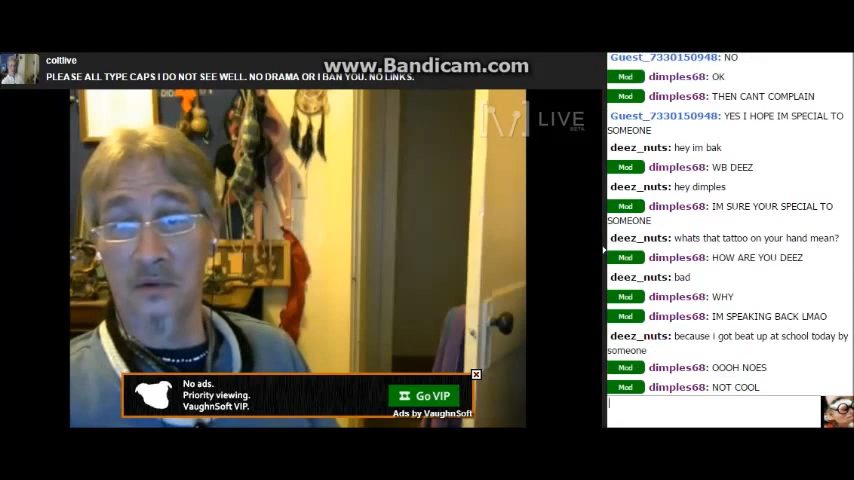 www.Bandicam.com
coltlive
PLEASE ALL TYPE CAPS I DO NOT SEE WELL. NO DRAMA OR I BAN YOU. NO LINKS.
[V] LIVE
BETA
No ads.
Priority viewing.
VaughnSoft VIP.
Go VIP
Ads by VaughnSoft
Guest_7330150948: NO
Mod dimples68: OK
Mod dimples68: THEN CANT COMPLAIN
Guest_7330150948: YES I HOPE IM SPECIAL TO
SOMEONE
deez_nuts: hey im bak
Mod dimples68: WB DEEZ
deez_nuts: hey dimples
Mod dimples68: IM SURE YOUR SPECIAL TO
SOMEONE
deez_nuts: whats that tattoo on your hand mean?
Mod dimples68: HOW ARE YOU DEEZ
deez_nuts: bad
Mod dimples68: WHY
Mod dimples68: IM SPEAKING BACK LMAO
deez_nuts: because i got beat up at school today by
someone
Mod dimples68: OOOH NOES
Mod dimples68: NOT COOL